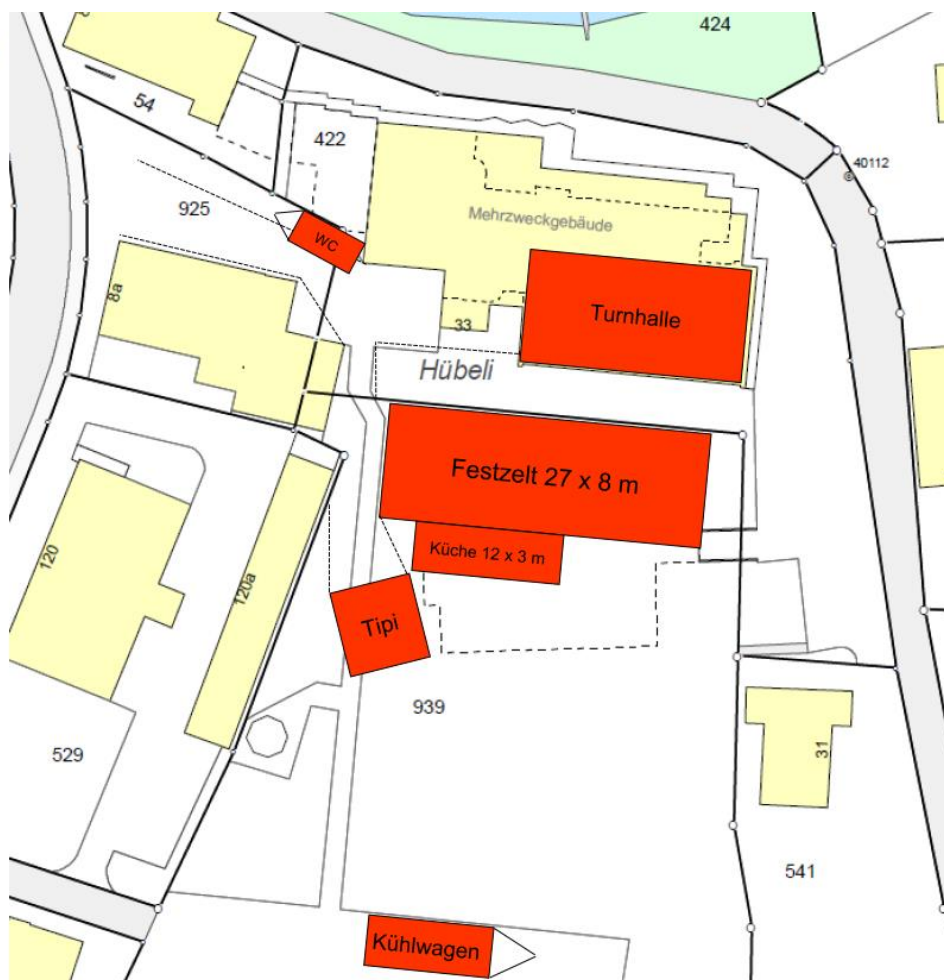 424
54
422
40112
925
Mehrzweckgebäude
WC
8a
Turnhalle
33
Hübeli
Festzelt 27 x 8 m
Küche 12 x 3 m
120
120a
Tipi
939
529
31
541
Kühlwagen